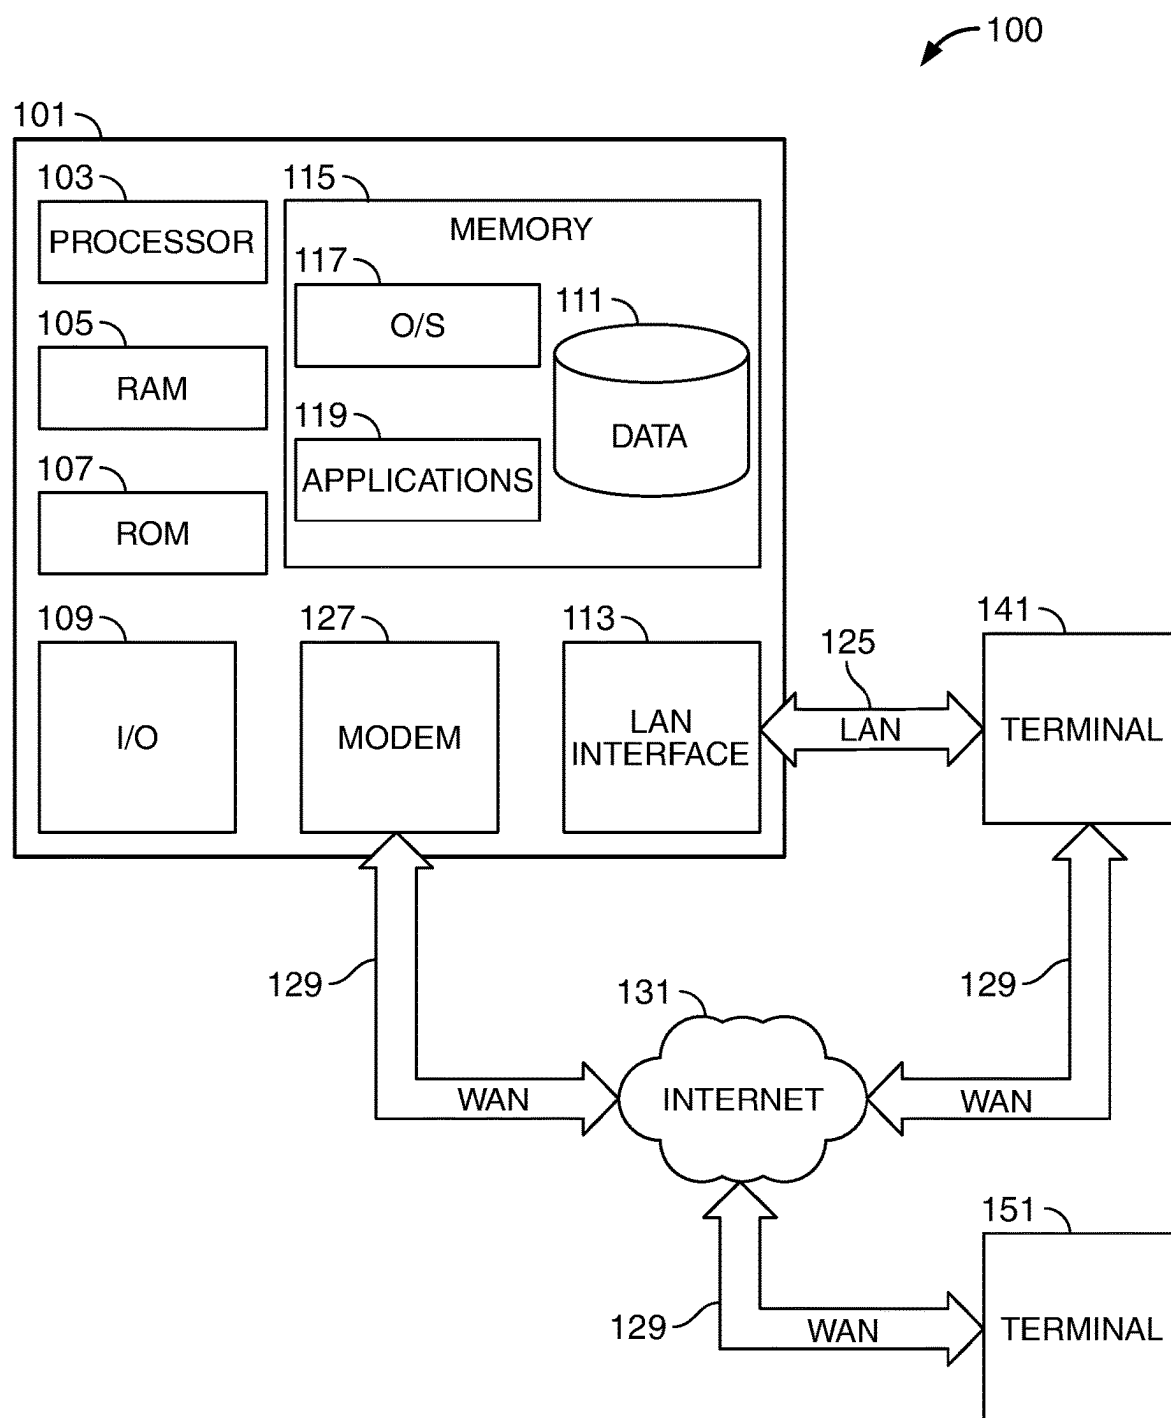 100
101
103
PROCESSOR
105
RAM
107
ROM
115
MEMORY
117
O/S
111
DATA
119
APPLICATIONS
109
I/O
127
MODEM
113
LAN
INTERFACE
125
LAN
141
TERMINAL
129
WAN
131
INTERNET
129
WAN
129
WAN
151
TERMINAL